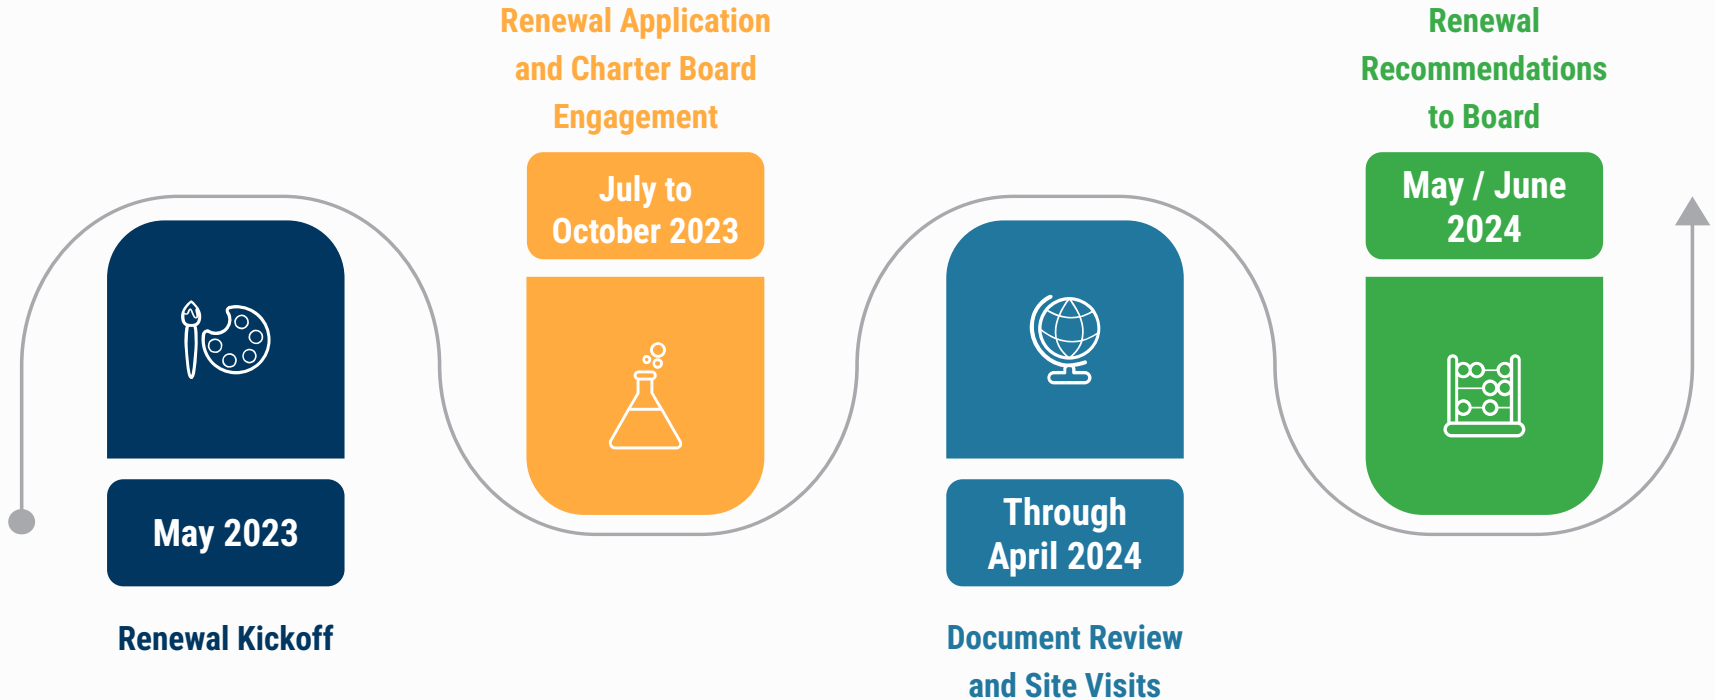 May 2023
Renewal Kickoff
Renewal Application
and Charter Board
Engagement
July to
October 2023
Through
April 2024
Document Review
and Site Visits
Renewal
Recommendations
to Board
May / June
2024